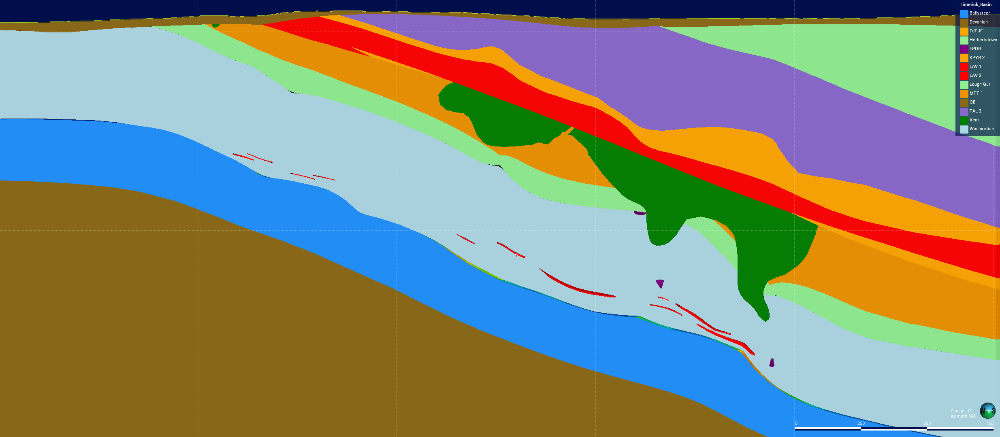 Limerick_Basin
Ballysteen
Devonian
FeTUF
Herbertstown
I-POR
KPYR 2
LAV 1
LAV 2
Lough Gur
MTT 1
OB
TAL 2
Vent
Waulsortian
Plunge -01
Azimuth 048
W S
0 250 500 750